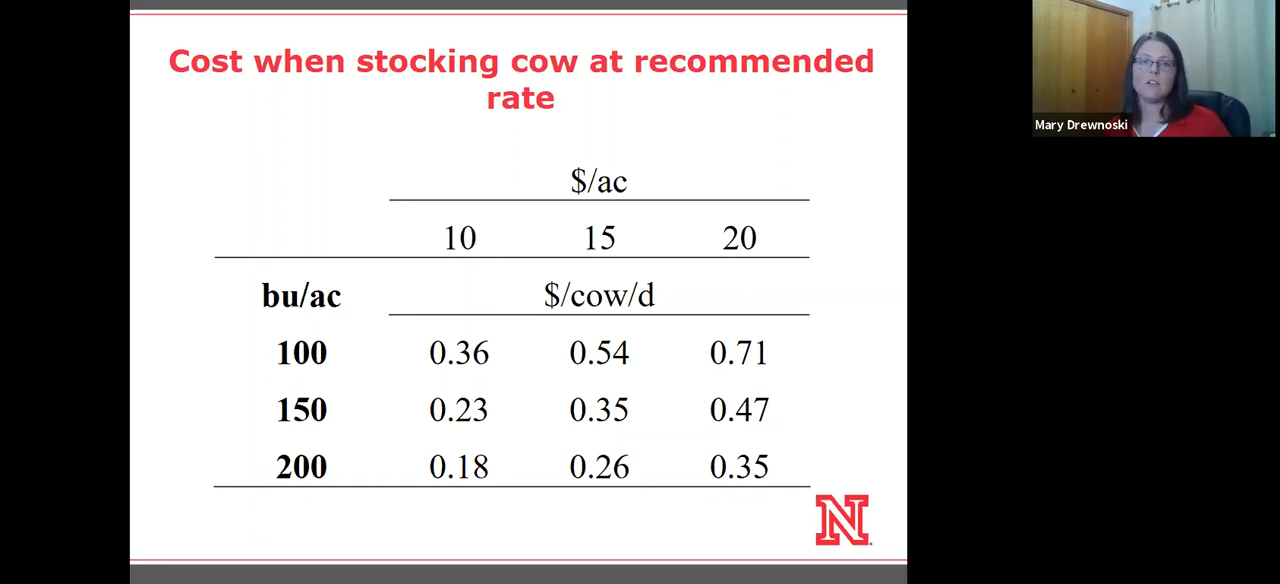 Cost when stocking cow at recommended
rate
$/ac
10 15 20
bu/ac $/cow/d
100 0.36 0.54 0.71
150 0.23 0.35 0.47
200 0.18 0.26 0.35
N
Mary Drewnoski